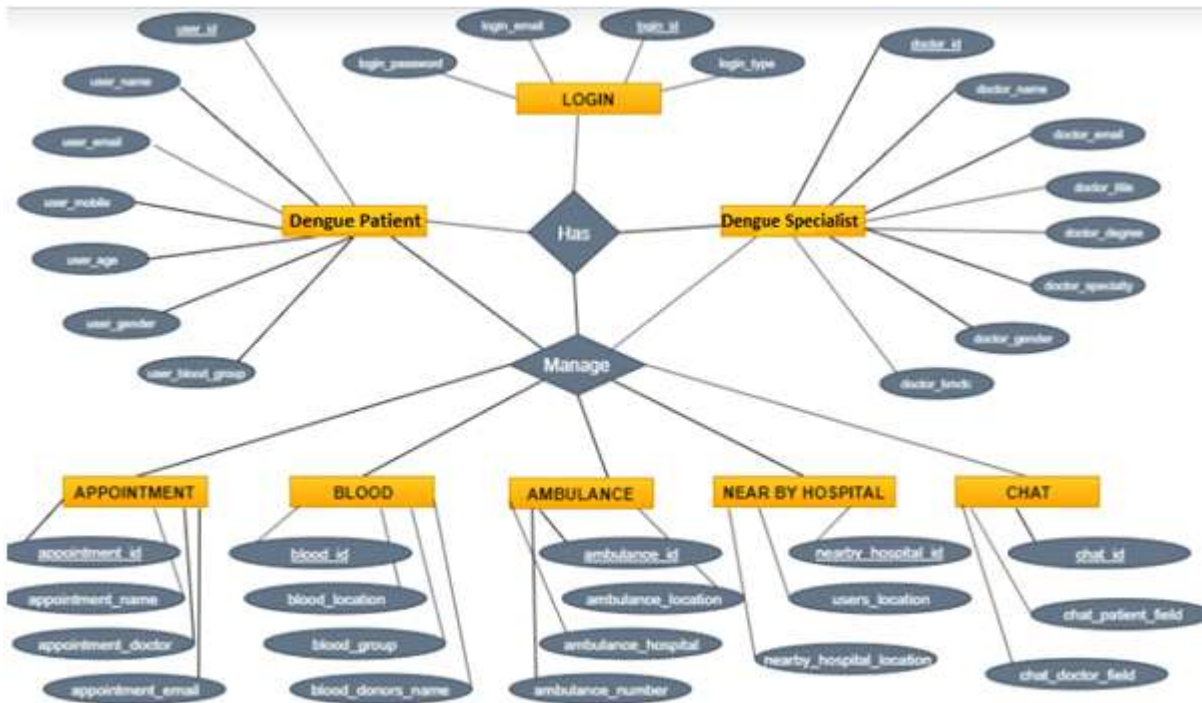 user_id
login_email
login_id
doctor_id
login_password
login_type
user_name
LOGIN
doctor_name
user_email
doctor_email
user_mobile
doctor_title
Dengue Patient
Has
Dengue Specialist
user_age
doctor_degree
user_gender
doctor_specialty
doctor_gender
user_blood_group
Manage
APPOINTMENT
BLOOD
AMBULANCE
NEAR BY HOSPITAL
CHAT
appointment_id
blood_id
ambulance_id
nearby_hospital_id
chat_id
appointment_name
blood_location
ambulance_location
users_location
chat_patient_field
appointment_doctor
blood_group
ambulance_hospital
nearby_hospital_location
chat_doctor_field
appointment_email
blood_donors_name
ambulance_number